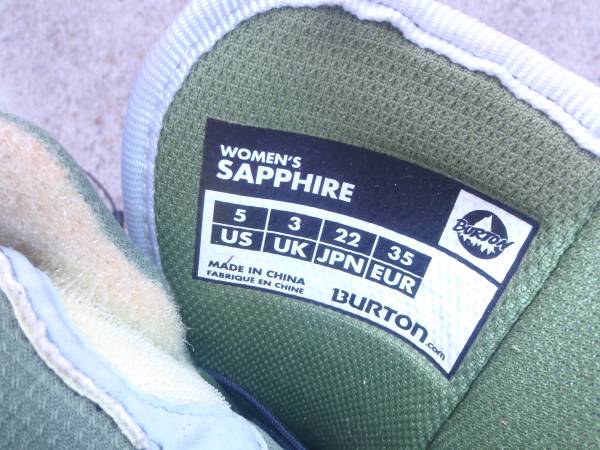 WOMEN'S
SAPPHIRE
5 3 22 35
US UK JPN EUR
MADE IN CHINA
FABRIQUE EN CHINE
BURTON.com
BURTON